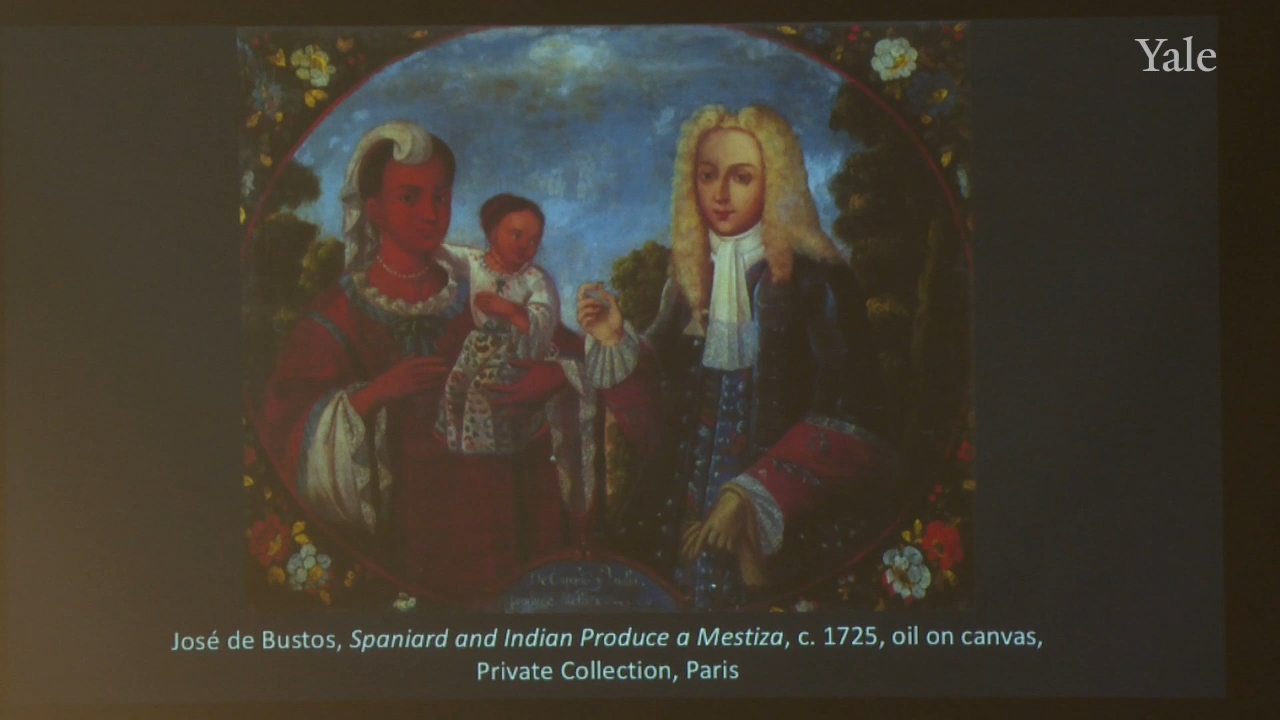 Yale
José de Bustos, Spaniard and Indian Produce a Mestiza, c. 1725, oil on canvas,
Private Collection, Paris